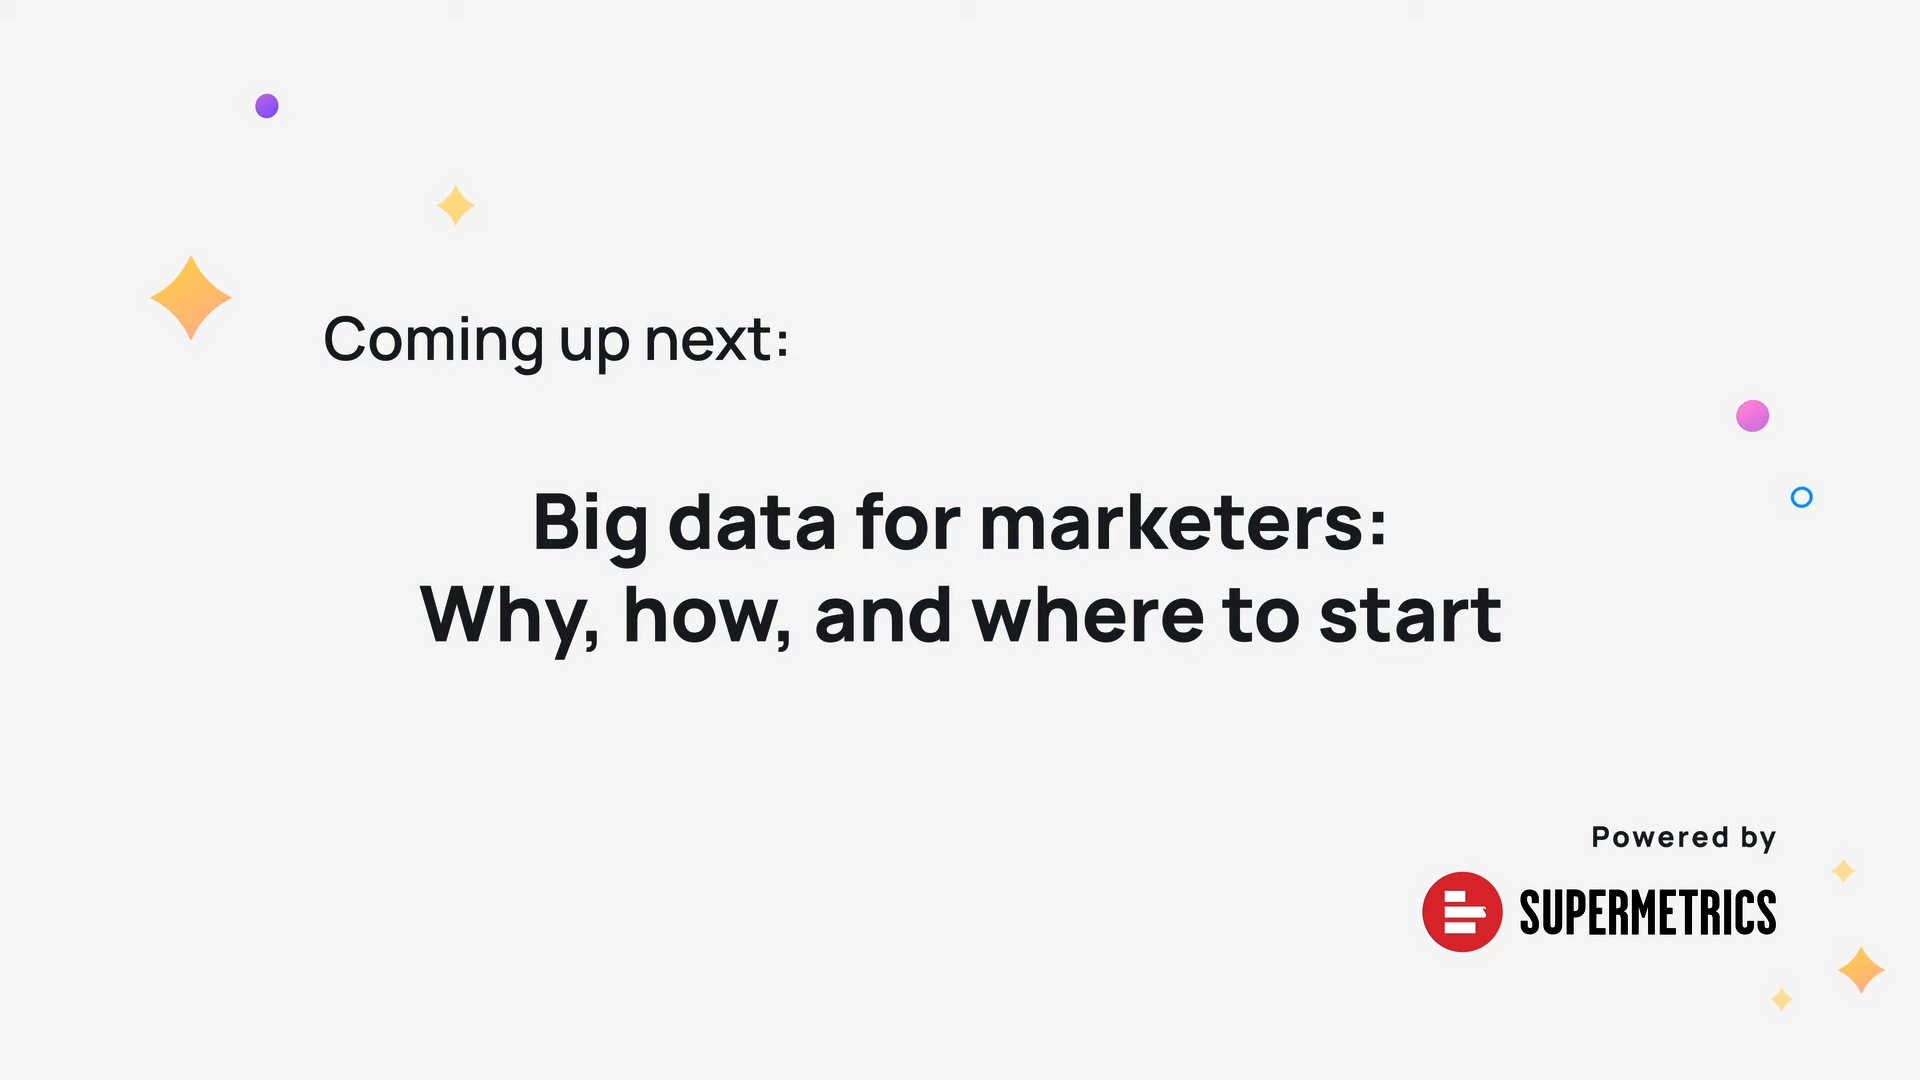 Coming up next:
Big data for marketers:
Why, how, and where to start
Powered by
SUPERMETRICS